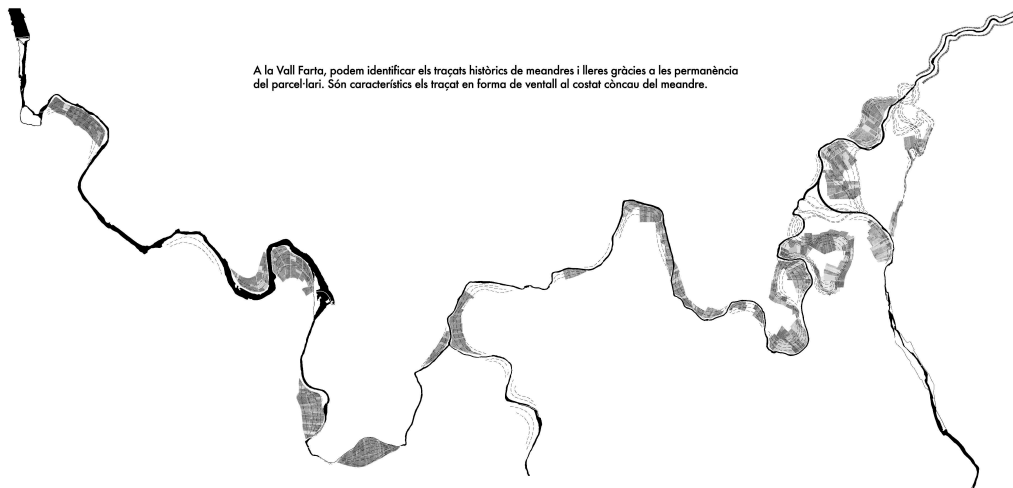 A la Vall Farta, podem identificar els traçats històrics de meandres i lleres gràcies a les permanència
del parcel·lari. Són característics els traçat en forma de ventall al costat còncau del meandre.